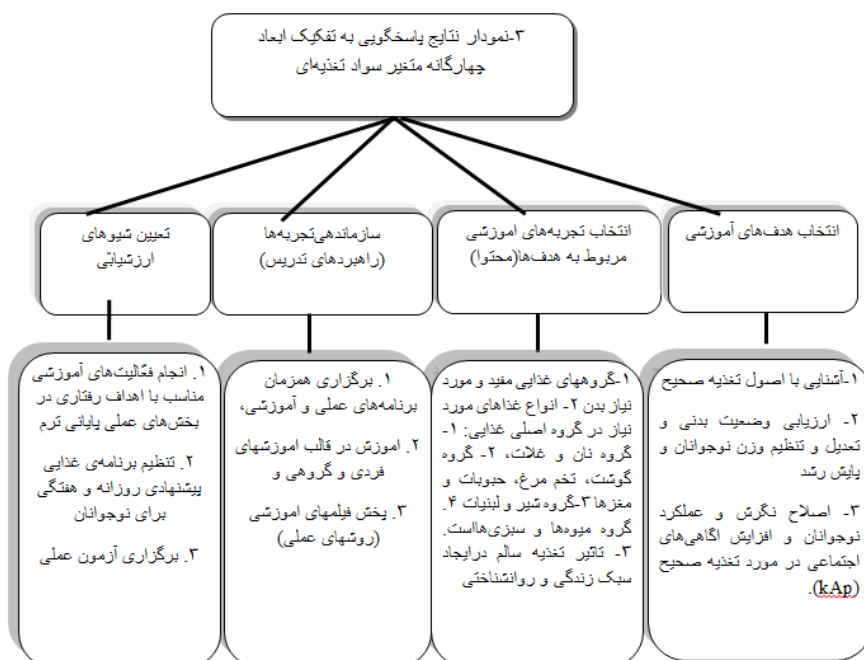 ۳-نمودار نتایج پاسخگویی به تفکیک ابعاد
چهارگانه متغیر سواد تغذیه‌ای
انتخاب هدف‌های آموزشی
انتخاب تجربه‌های اموزشی
مربوط به هدف‌ها(محتوا)
سازماندهی‌تجربه‌ها
(راهبردهای تدریس)
تعیین شیوهای
ارزشیابی
۱-آشنایی با اصول تغذیه صحیح
۲- ارزیابی وضعیت بدنی و
تعدیل و تنظیم وزن نوجوانان و
پایش رشد
۳- اصلاح نگرش و عملکرد
نوجوانان و افزایش اگاهی‌های
اجتماعی در مورد تغذیه صحیح
(kAp).
۱-گروههای غذایی مفید و مورد
نیاز بدن ۲- انواع غذاهای مورد
نیاز در گروه اصلی غذایی: ۱-
گروه نان و غلات، ۲- گروه
گوشت، تخم مرغ، حبوبات و
مغزها ۳-گروه شیر و لبنیات ۴.
گروه میوه‌ها و سبزی‌هااست.
۳- تاثیر تغذیه سالم درایجاد
سبک زندگی و روانشناختی
۱. برگزاری همزمان
برنامه‌های عملی و آموزشی،
۲. اموزش در قالب اموزشهای
فردی و گروهی و
۳. پخش فیلمهای اموزشی
(روشهای عملی)
۱. انجام فعّالیت‌های آموزشی
مناسب با اهداف رفتاری در
بخش‌های عملی پایانی ترم
۲. تنظیم برنامه‌ی غذایی
پیشنهادی روزانه و هفتگی
برای نوجوانان
۳. برگزاری آزمون عملی